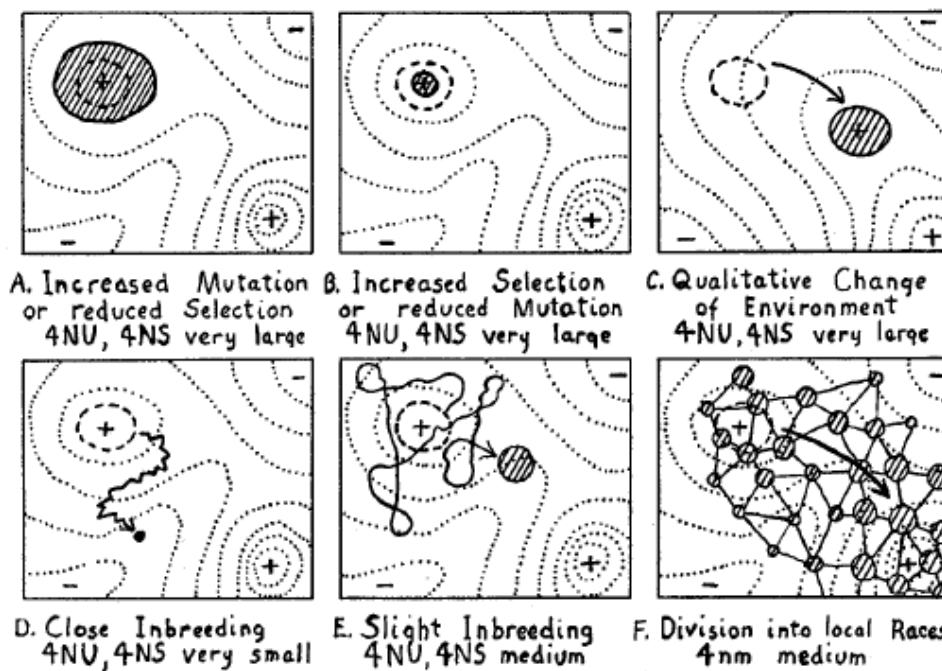 A. Increased Mutation
or reduced Selection
4NU, 4NS very large
B. Increased Selection
or reduced Mutation
4NU, 4NS very large
C. Qualitative Change
of Environment
4NU, 4NS very large
D. Close Inbreeding
4NU, 4NS very small
E. Slight Inbreeding
4NU, 4NS medium
F. Division into local Races
4nm medium